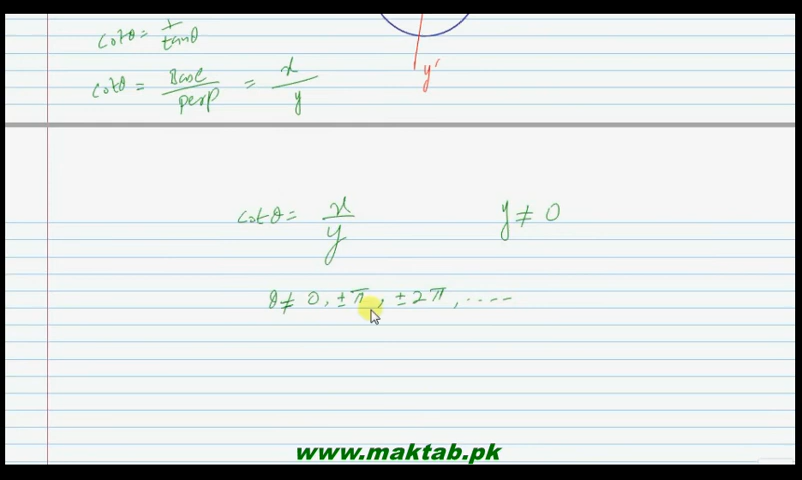 cotθ = 1/tanθ
y'
cotθ = Base/perp = x/y
cotθ = x/y y ≠ 0
θ ≠ 0, ±π, ±2π, ....
www.maktab.pk